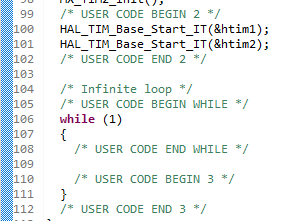 98 MX_TIM2_Init();
99 /* USER CODE BEGIN 2 */
100 HAL_TIM_Base_Start_IT(&htim1);
101 HAL_TIM_Base_Start_IT(&htim2);
102 /* USER CODE END 2 */
103
104 /* Infinite loop */
105 /* USER CODE BEGIN WHILE */
106 while (1)
107 {
108 /* USER CODE END WHILE */
109
110 /* USER CODE BEGIN 3 */
111 }
112 /* USER CODE END 3 */